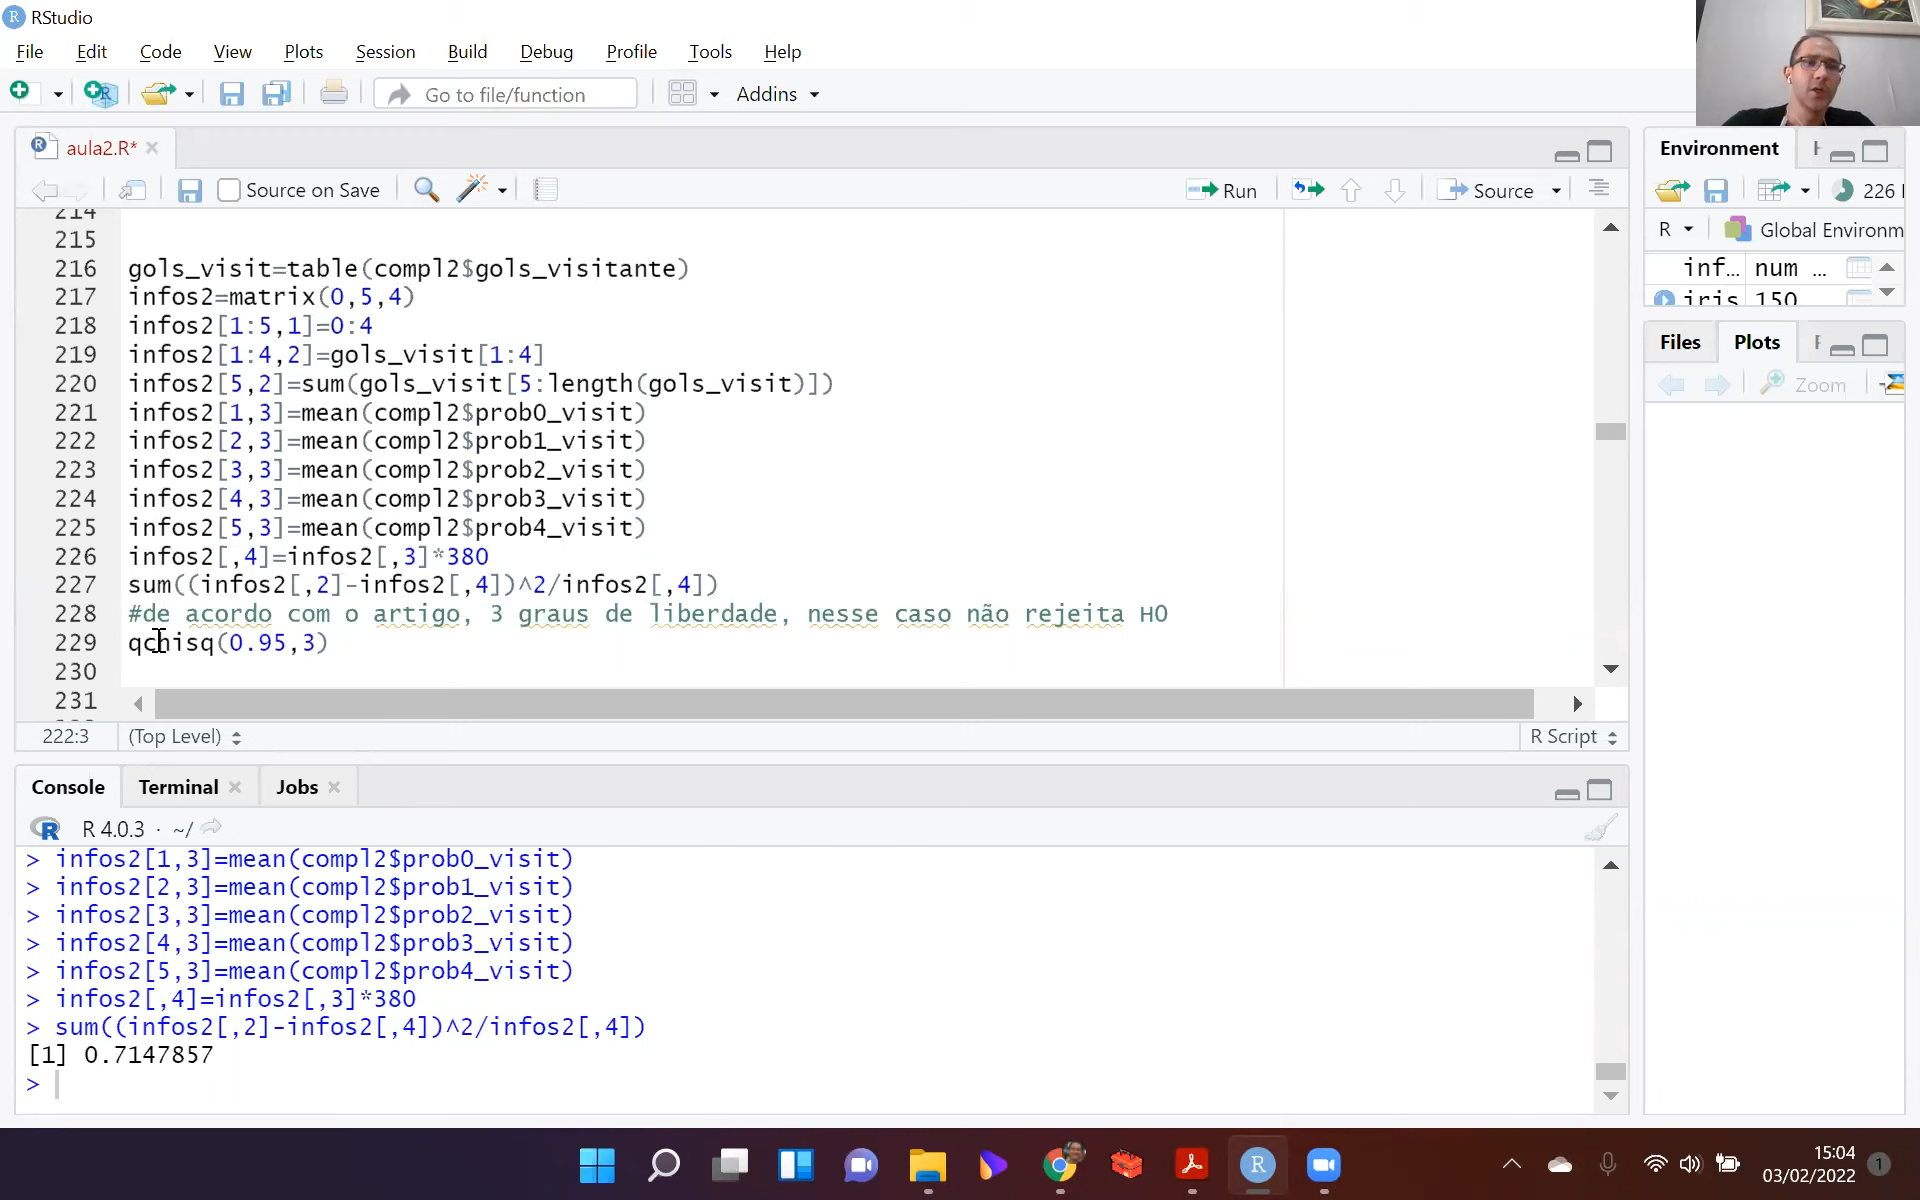 RStudio
File Edit Code View Plots Session Build Debug Profile Tools Help
Go to file/function Addins
aula2.R*
Source on Save Run Source
214
215
216 gols_visit=table(compl2$gols_visitante)
217 infos2=matrix(0,5,4)
218 infos2[1:5,1]=0:4
219 infos2[1:4,2]=gols_visit[1:4]
220 infos2[5,2]=sum(gols_visit[5:length(gols_visit)])
221 infos2[1,3]=mean(compl2$prob0_visit)
222 infos2[2,3]=mean(compl2$prob1_visit)
223 infos2[3,3]=mean(compl2$prob2_visit)
224 infos2[4,3]=mean(compl2$prob3_visit)
225 infos2[5,3]=mean(compl2$prob4_visit)
226 infos2[,4]=infos2[,3]*380
227 sum((infos2[,2]-infos2[,4])^2/infos2[,4])
228 #de acordo com o artigo, 3 graus de liberdade, nesse caso não rejeita H0
229 qchisq(0.95,3)
230
231
222:3 (Top Level) R Script
Console Terminal Jobs
R 4.0.3 · ~/
> infos2[1,3]=mean(compl2$prob0_visit)
> infos2[2,3]=mean(compl2$prob1_visit)
> infos2[3,3]=mean(compl2$prob2_visit)
> infos2[4,3]=mean(compl2$prob3_visit)
> infos2[5,3]=mean(compl2$prob4_visit)
> infos2[,4]=infos2[,3]*380
> sum((infos2[,2]-infos2[,4])^2/infos2[,4])
[1] 0.7147857
>
Environment
226
R Global Environm
inf... num ...
iris 150
Files Plots
Zoom
15:04
03/02/2022
1